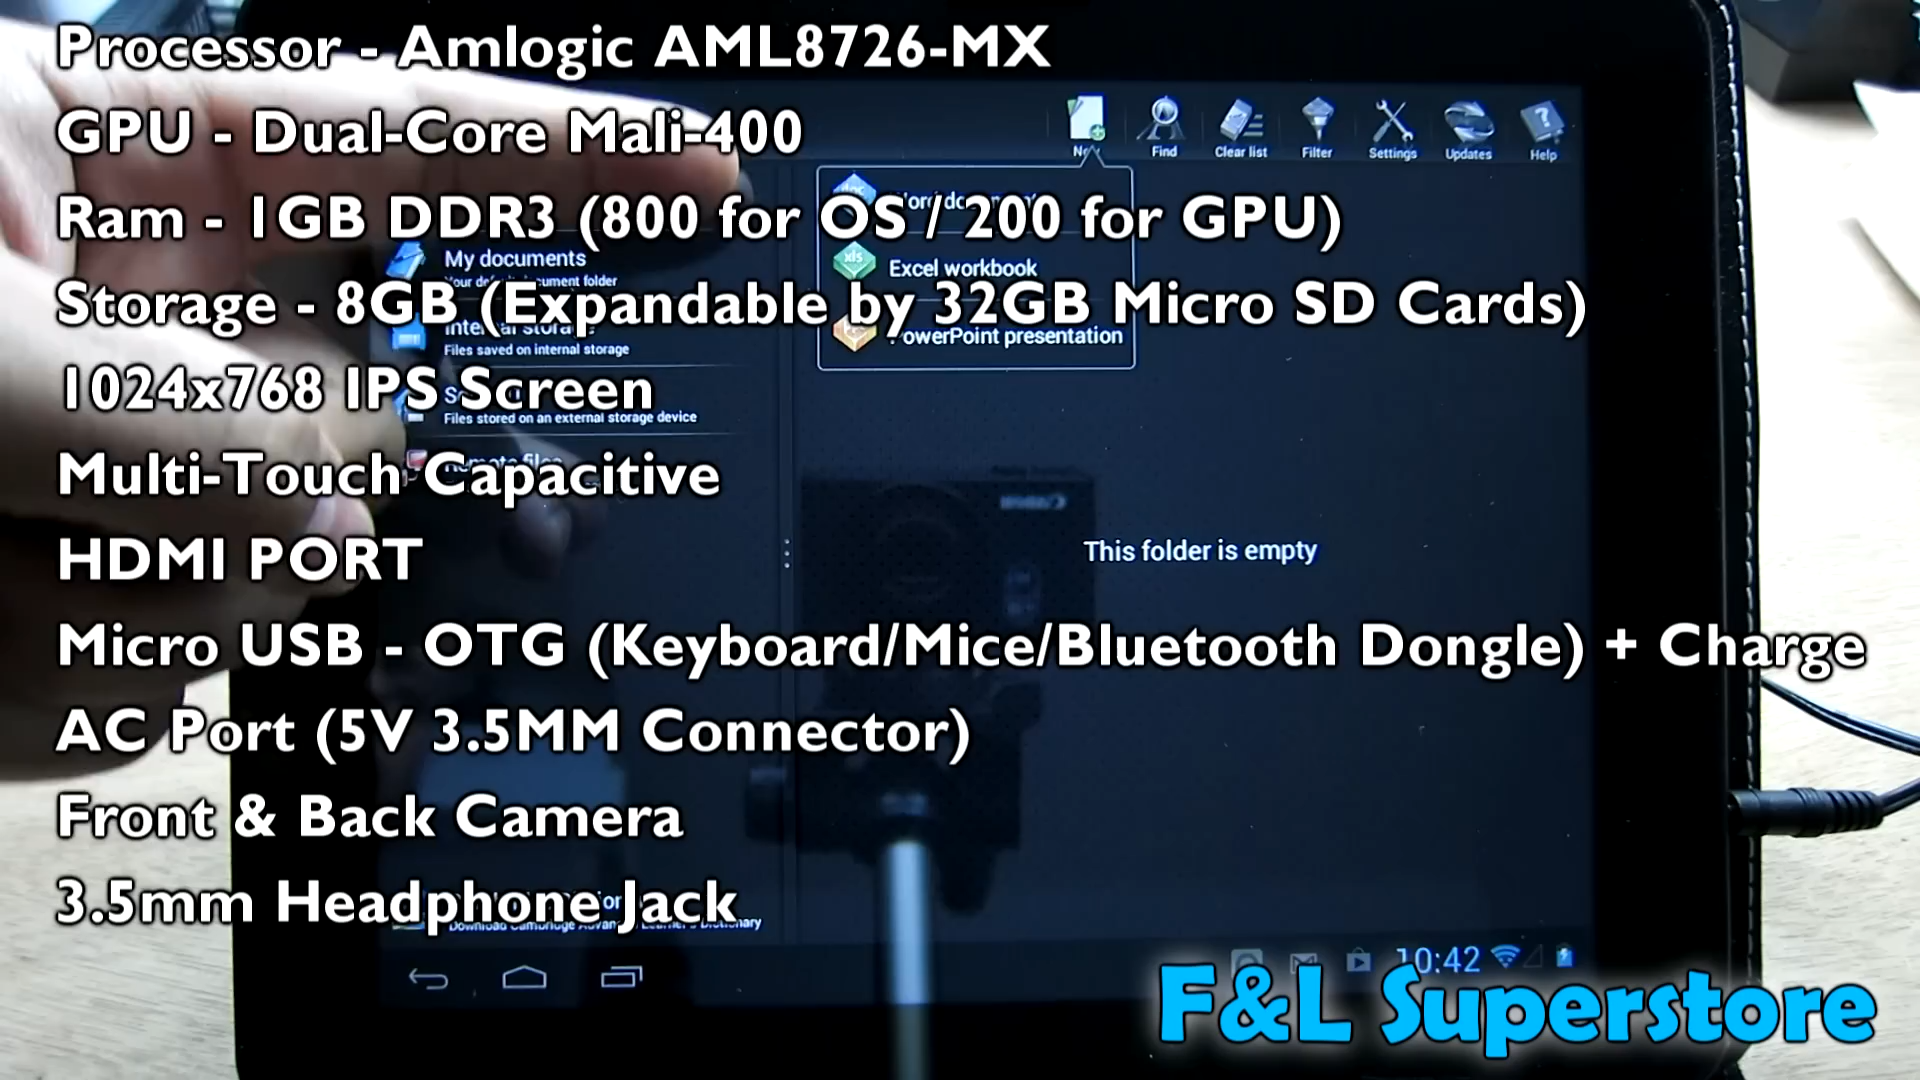 Processor - Amlogic AML8726-MX
GPU - Dual-Core Mali-400
Ram - 1GB DDR3 (800 for OS / 200 for GPU)
Storage - 8GB (Expandable by 32GB Micro SD Cards)
1024x768 IPS Screen
Multi-Touch Capacitive
HDMI PORT
Micro USB - OTG (Keyboard/Mice/Bluetooth Dongle) + Charge
AC Port (5V 3.5MM Connector)
Front & Back Camera
3.5mm Headphone Jack
F&L Superstore
Find Clear list Filter Settings Updates Help
My documents
Files saved on internal storage
Files stored on an external storage device
xls
Excel workbook
PowerPoint presentation
This folder is empty
Canon
10:42